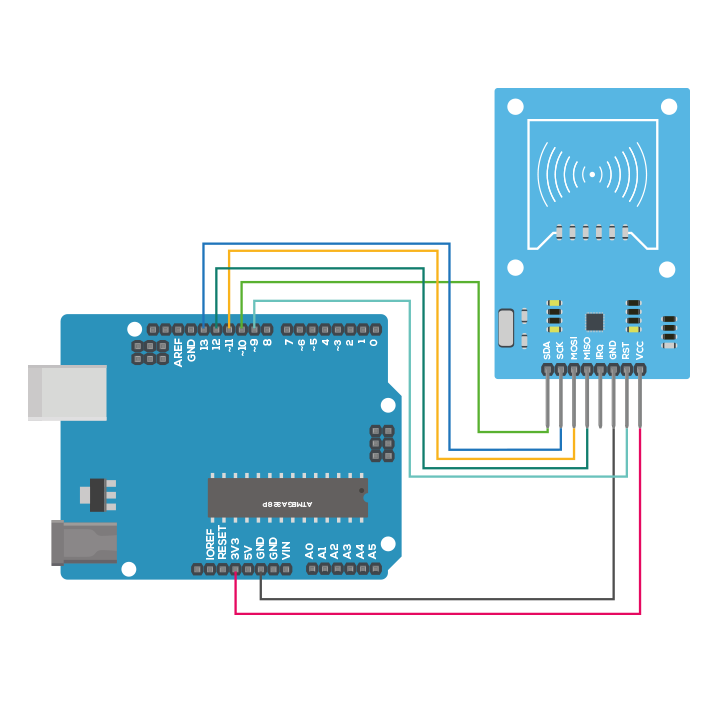 SDA
SCK
MOSI
MISO
IRQ
GND
RST
VCC
AREF
GND
13
12
~11
~10
~9
8
7
~6
~5
4
~3
2
1
0
ATMEGA328P
IOREF
RESET
3V3
5V
GND
GND
VIN
A0
A1
A2
A3
A4
A5